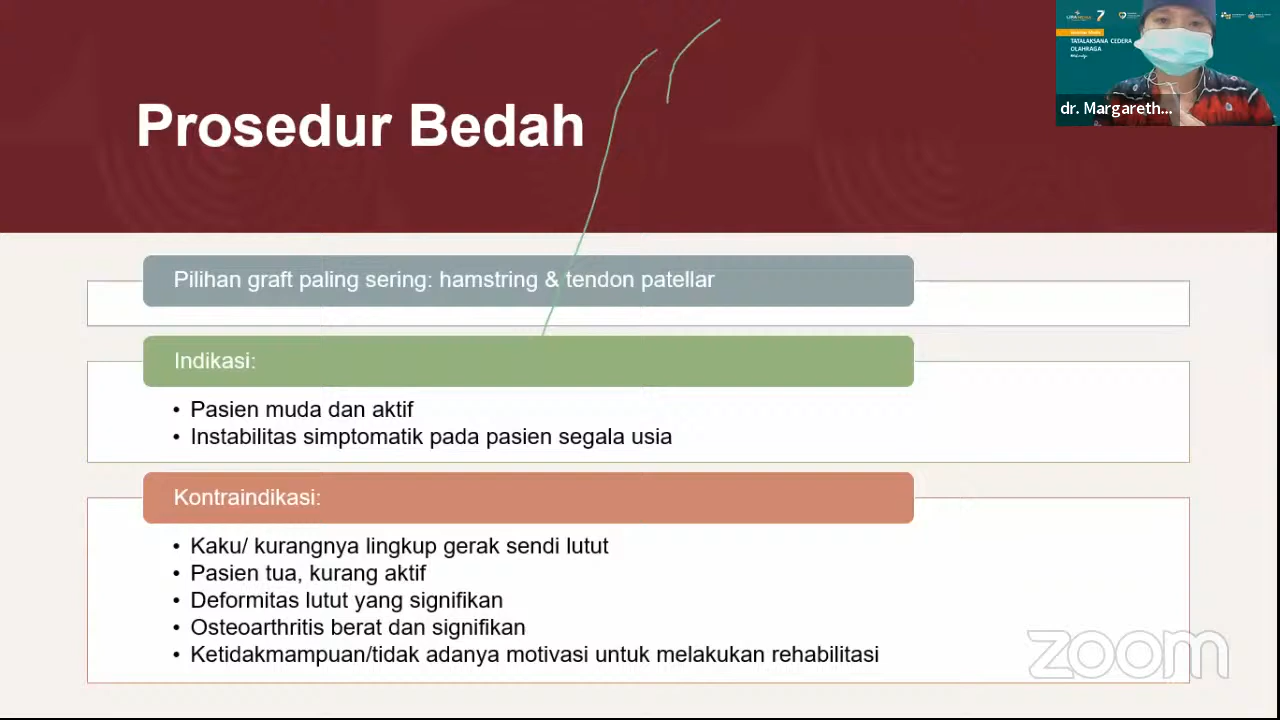 Prosedur Bedah
TATALAKSANA CEDERA
OLAHRAGA
dr. Margareth...
Pilihan graft paling sering: hamstring & tendon patellar
Indikasi:
• Pasien muda dan aktif
• Instabilitas simptomatik pada pasien segala usia
Kontraindikasi:
• Kaku/ kurangnya lingkup gerak sendi lutut
• Pasien tua, kurang aktif
• Deformitas lutut yang signifikan
• Osteoarthritis berat dan signifikan
• Ketidakmampuan/tidak adanya motivasi untuk melakukan rehabilitasi
zoom